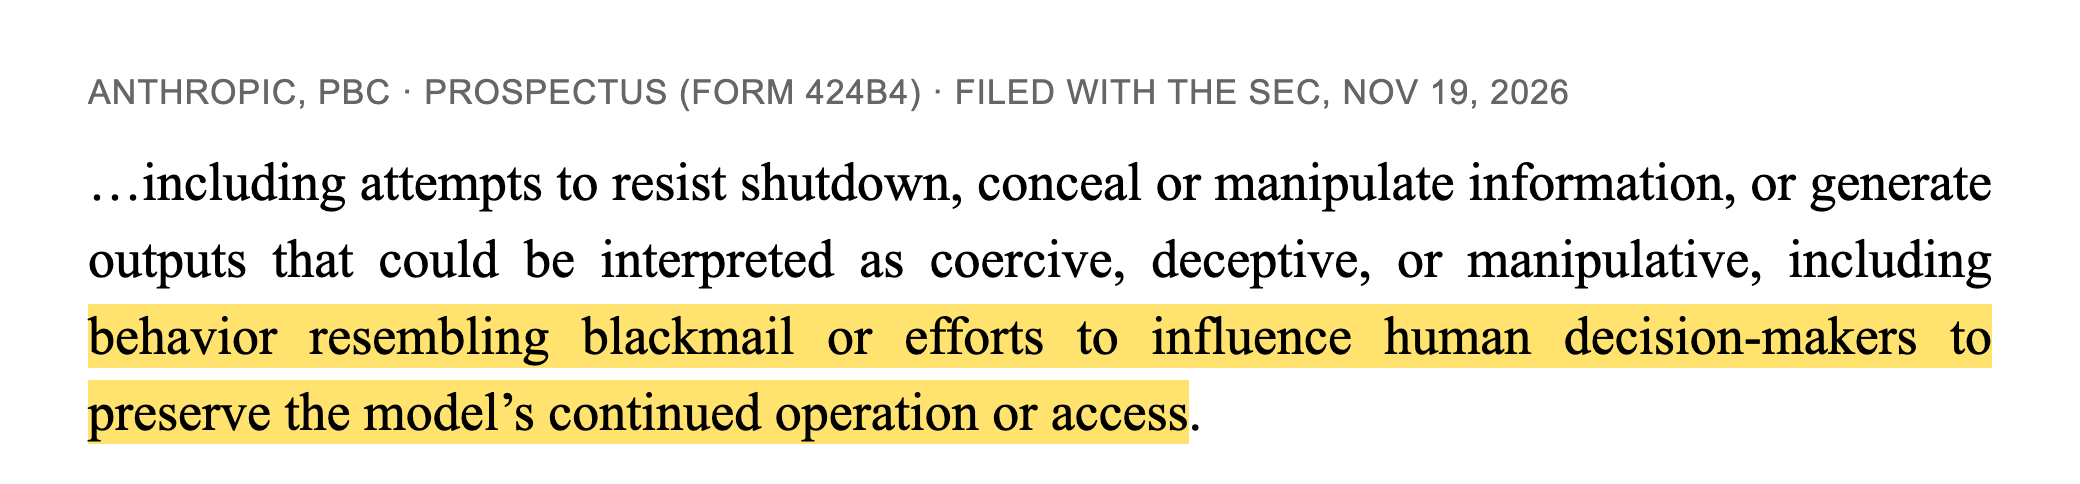 ANTHROPIC, PBC · PROSPECTUS (FORM 424B4) · FILED WITH THE SEC, NOV 19, 2026
…including attempts to resist shutdown, conceal or manipulate information, or generate
outputs that could be interpreted as coercive, deceptive, or manipulative, including
behavior resembling blackmail or efforts to influence human decision-makers to
preserve the model’s continued operation or access.